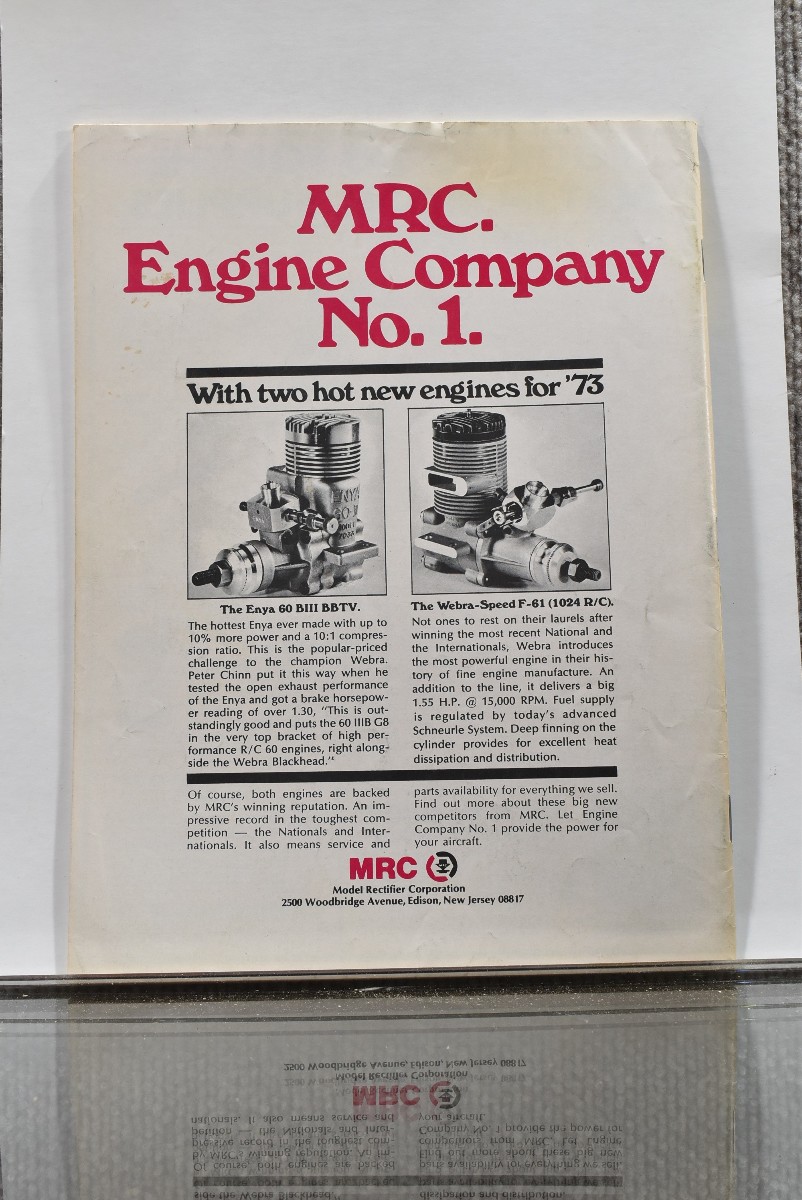 MRC.
Engine Company
No. 1.
With two hot new engines for '73
ENYA
The Enya 60 BIII BBTV.
The hottest Enya ever made with up to
10% more power and a 10:1 compres-
sion ratio. This is the popular-priced
challenge to the champion Webra.
Peter Chinn put it this way when he
tested the open exhaust performance
of the Enya and got a brake horsepow-
er reading of over 1.30, "This is out-
standingly good and puts the 60 IIIB G8
in the very top bracket of high per-
formance R/C 60 engines, right along-
side the Webra Blackhead."
The Webra-Speed F-61 (1024 R/C).
Not ones to rest on their laurels after
winning the most recent National and
the Internationals, Webra introduces
the most powerful engine in their his-
tory of fine engine manufacture. An
addition to the line, it delivers a big
1.55 H.P. @ 15,000 RPM. Fuel supply
is regulated by today's advanced
Schneurle System. Deep finning on the
cylinder provides for excellent heat
dissipation and distribution.
Of course, both engines are backed
by MRC's winning reputation. An im-
pressive record in the toughest com-
petition — the Nationals and Inter-
nationals. It also means service and
parts availability for everything we sell.
Find out more about these big new
competitors from MRC. Let Engine
Company No. 1 provide the power for
your aircraft.
MRC
Model Rectifier Corporation
2500 Woodbridge Avenue, Edison, New Jersey 08817